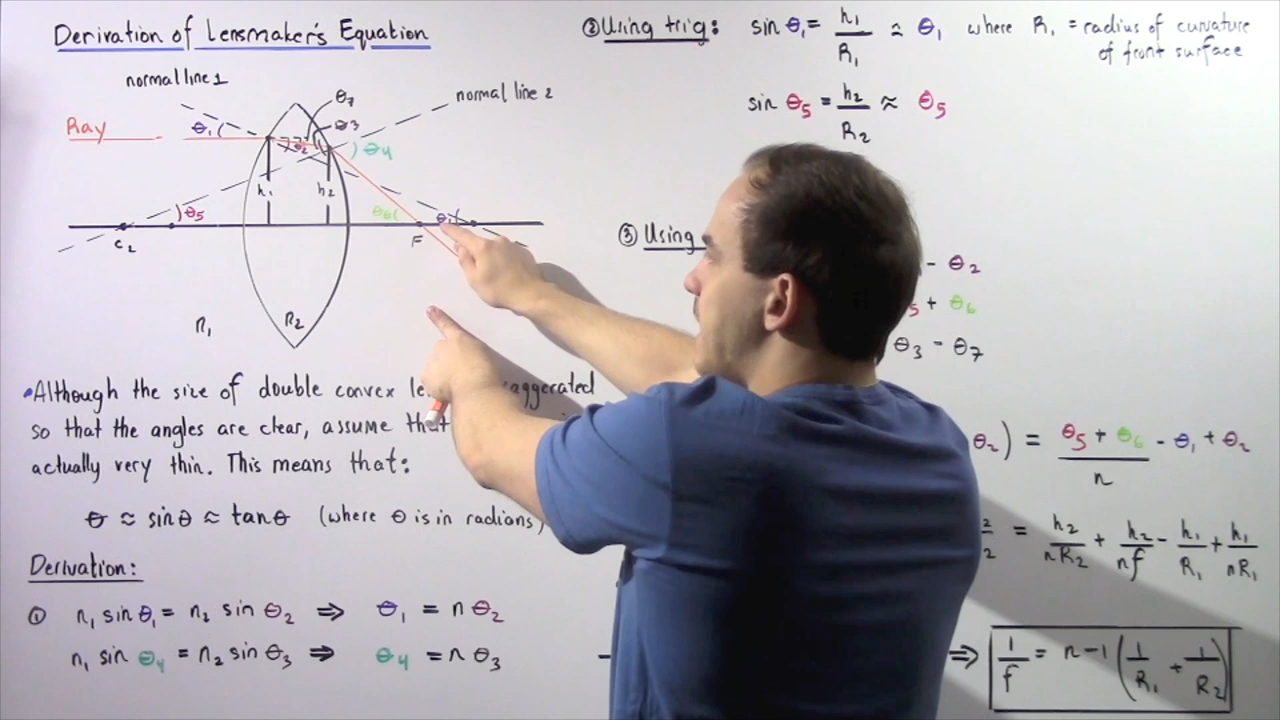 Derivation of Lensmaker's Equation
normal line 1
normal line 2
Ray
θ₁
θ₂
θ₇
θ₃
θ₄
h₁
h₂
θ₅
θ₆
θ₁
C₂
F
n₁
n₂
•Although the size of double convex exaggerated
so that the angles are clear, assume that
actually very thin. This means that:
θ ≈ sinθ ≈ tanθ (where θ is in radians)
Derivation:
① n₁ sin θ₁ = n₂ sin θ₂ ⇒ θ₁ = n θ₂
n₁ sin θ₄ = n₂ sin θ₃ ⇒ θ₄ = n θ₃
② Using trig: sin θ₁ = h₁/R₁ ≈ θ₁ where R₁ = radius of curvature
of front surface
sin θ₅ = h₂/R₂ ≈ θ₅
③ Using
- θ₂
₅ + θ₆
θ₃ - θ₇
θ₂) = (θ₅ + θ₆)/n - θ₁ + θ₂
= h₂/nR₂ + h₂/nf - h₁/R₁ + h₁/nR₁
⇒ 1/f = n-1 (1/R₁ + 1/R₂)